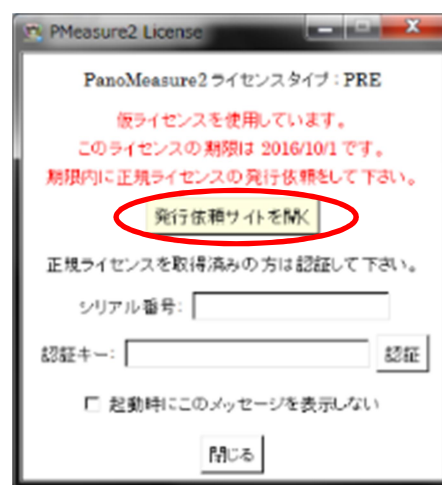 PMeasure2 License
PanoMeasure2 ライセンスタイプ : PRE
仮ライセンスを使用しています。
このライセンスの期限は 2016/10/1 です。
期限内に正規ライセンスの発行依頼をして下さい。
発行依頼サイトを開く
正規ライセンスを取得済みの方は認証して下さい。
シリアル番号:
認証キー: 認証
起動時にこのメッセージを表示しない
閉じる